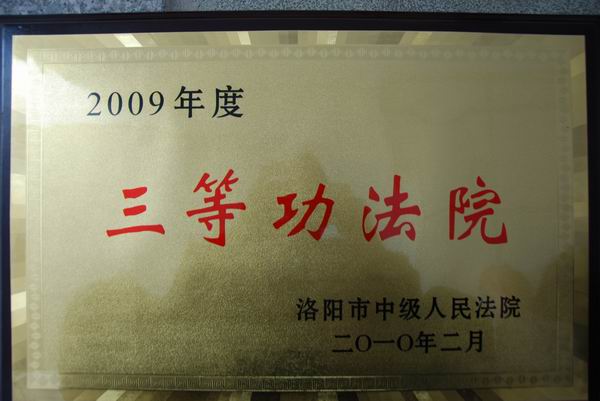 2009年度
三等功法院
洛阳市中级人民法院
二〇一〇年二月